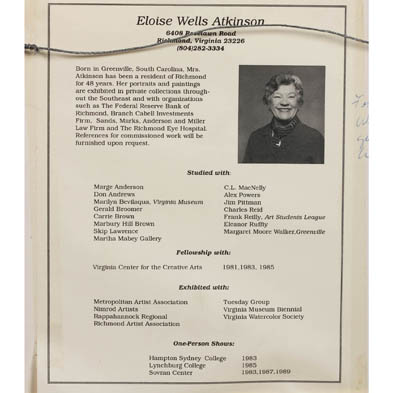 Eloise Wells Atkinson
6408 Roselawn Road
Richmond, Virginia 23226
(804)282-3334
Born in Greenville, South Carolina, Mrs.
Atkinson has been a resident of Richmond
for 48 years. Her portraits and paintings
are exhibited in private collections through-
out the Southeast and with organizations
such as The Federal Reserve Bank of
Richmond, Branch Cabell Investments
Firm, Sands, Marks, Anderson and Miller
Law Firm and The Richmond Eye Hospital.
References for commissioned work will be
furnished upon request.
Studied with:
Marge Anderson
Don Andrews
Marilyn Bevilaqua, Virginia Museum
Gerald Broomer
Carrie Brown
Marbury Hill Brown
Skip Lawrence
Martha Mabey Gallery
C.L. MacNelly
Alex Powers
Jim Pittman
Charles Reid
Frank Reilly, Art Students League
Eleanor Ruffty
Margaret Moore Walker, Greenville
Fellowship with:
Virginia Center for the Creative Arts 1981,1983, 1985
Exhibited with:
Metropolitan Artist Association
Nimrod Artists
Rappahannock Regional
Richmond Artist Association
Tuesday Group
Virginia Museum Biennial
Virginia Watercolor Society
One-Person Shows:
Hampton Sydney College 1983
Lynchburg College 1985
Sovran Center 1983,1987,1989